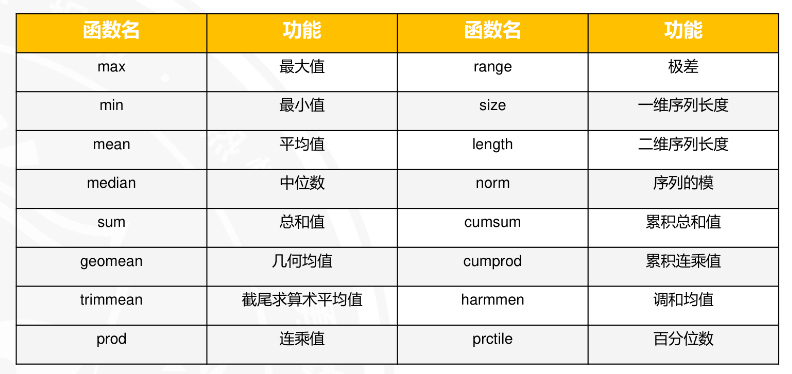 函数名 功能 函数名 功能
max 最大值 range 极差
min 最小值 size 一维序列长度
mean 平均值 length 二维序列长度
median 中位数 norm 序列的模
sum 总和值 cumsum 累积总和值
geomean 几何均值 cumprod 累积连乘值
trimmean 截尾求算术平均值 harmmen 调和均值
prod 连乘值 prctile 百分位数